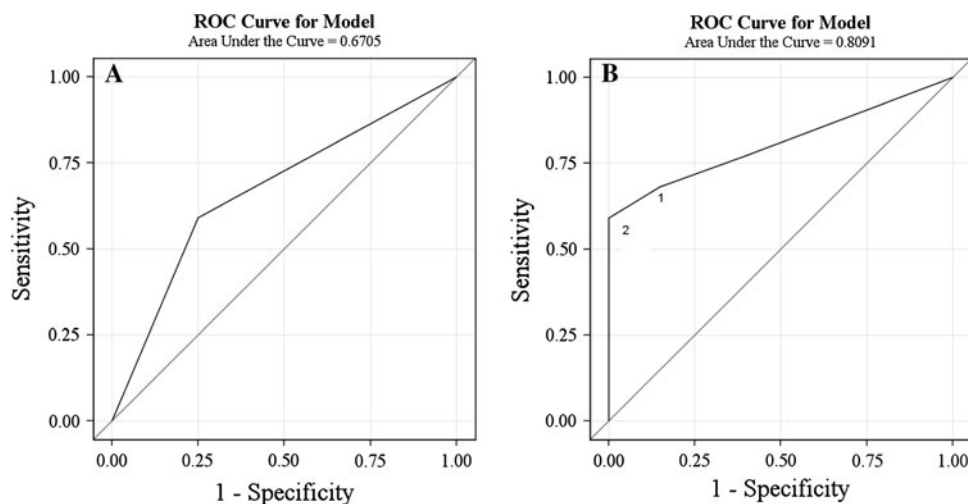 ROC Curve for Model
Area Under the Curve = 0.6705
A
1.00
0.75
0.50
0.25
0.00
Sensitivity
0.00 0.25 0.50 0.75 1.00
1 - Specificity
ROC Curve for Model
Area Under the Curve = 0.8091
B
1.00
0.75
0.50
0.25
0.00
Sensitivity
1
2
0.00 0.25 0.50 0.75 1.00
1 - Specificity